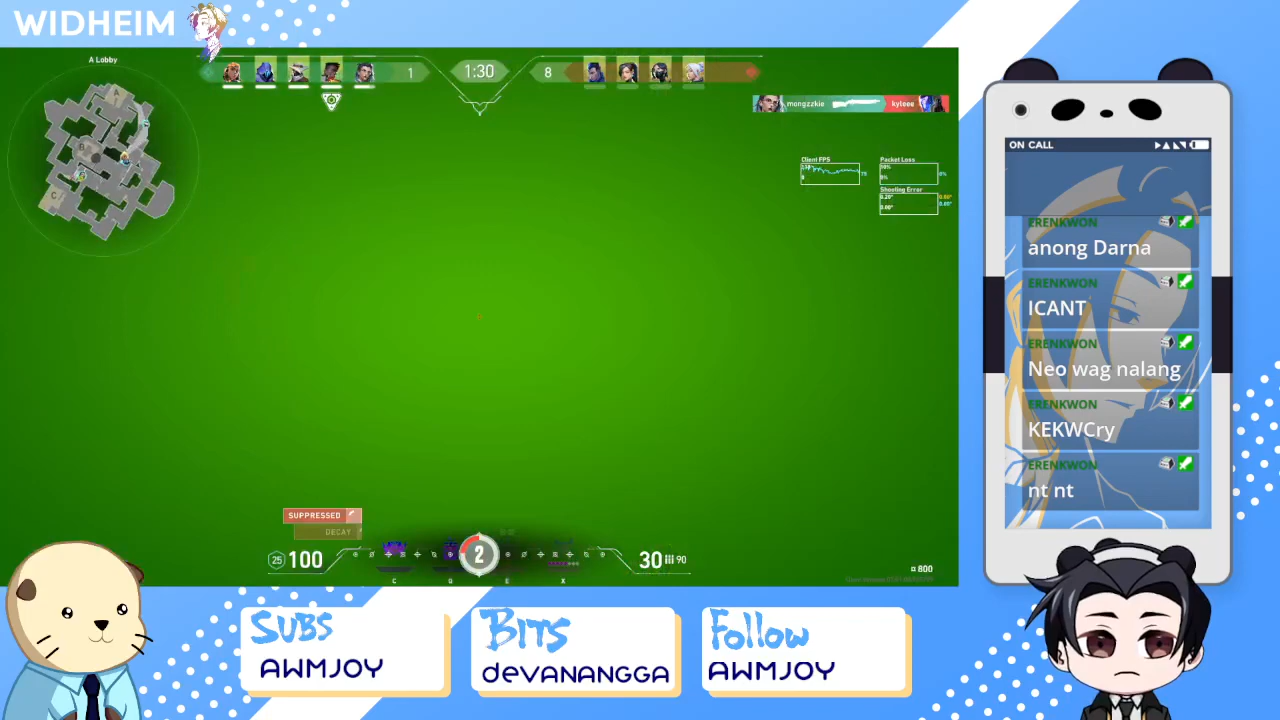 WIDHEIM
A Lobby
1
1:30
8
mongzzkie kyleee
Client FPS
Packet Loss
Shooting Error
ON CALL
ERENKWON
anong Darna
ERENKWON
ICANT
ERENKWON
Neo wag nalang
ERENKWON
KEKWCry
ERENKWON
nt nt
SUPPRESSED
DECAY
25 100
2
30 90
C Q E X
800
SUBS
AWMJOY
BITS
DEVANANGGA
Follow
AWMJOY